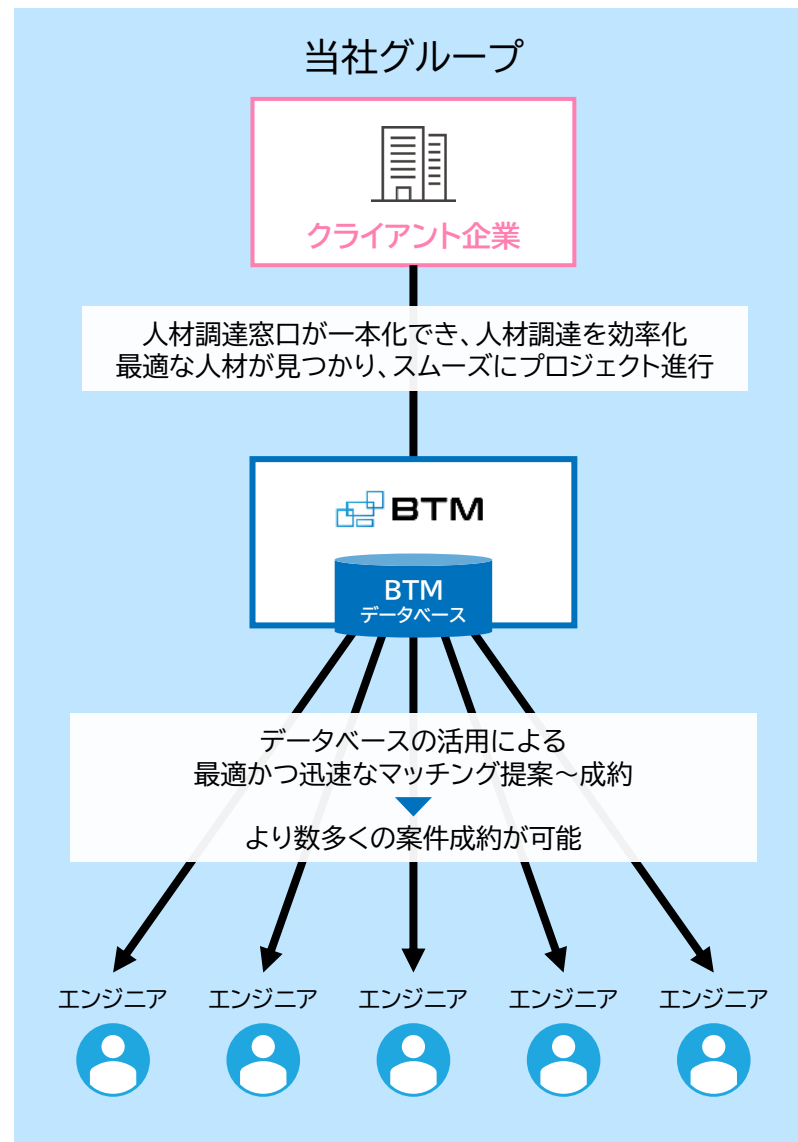 当社グループ
クライアント企業
人材調達窓口が一本化でき、人材調達を効率化
最適な人材が見つかり、スムーズにプロジェクト進行
BTM
BTM
データベース
データベースの活用による
最適かつ迅速なマッチング提案～成約
より数多くの案件成約が可能
エンジニア エンジニア エンジニア エンジニア エンジニア